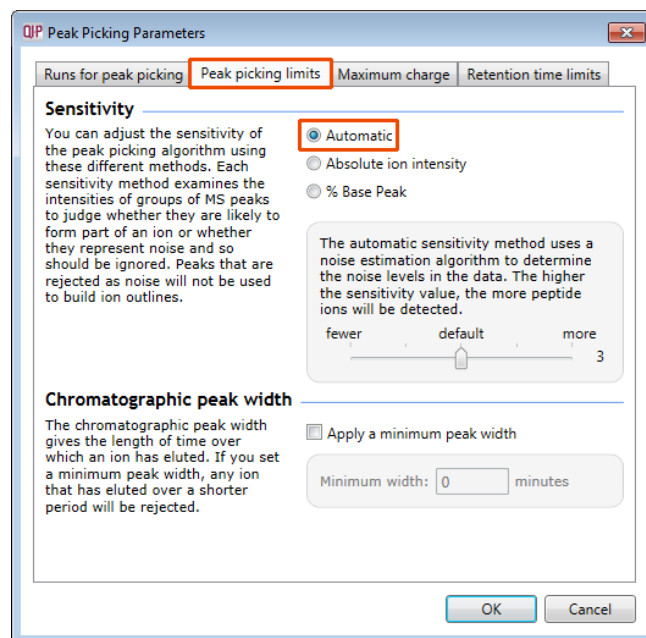 QIP Peak Picking Parameters
Runs for peak picking Peak picking limits Maximum charge Retention time limits
Sensitivity
You can adjust the sensitivity of
the peak picking algorithm using
these different methods. Each
sensitivity method examines the
intensities of groups of MS peaks
to judge whether they are likely to
form part of an ion or whether
they represent noise and so
should be ignored. Peaks that are
rejected as noise will not be used
to build ion outlines.
Automatic
Absolute ion intensity
% Base Peak
The automatic sensitivity method uses a
noise estimation algorithm to determine
the noise levels in the data. The higher
the sensitivity value, the more peptide
ions will be detected.
fewer default more
3
Chromatographic peak width
The chromatographic peak width
gives the length of time over
which an ion has eluted. If you set
a minimum peak width, any ion
that has eluted over a shorter
period will be rejected.
Apply a minimum peak width
Minimum width: 0 minutes
OK Cancel